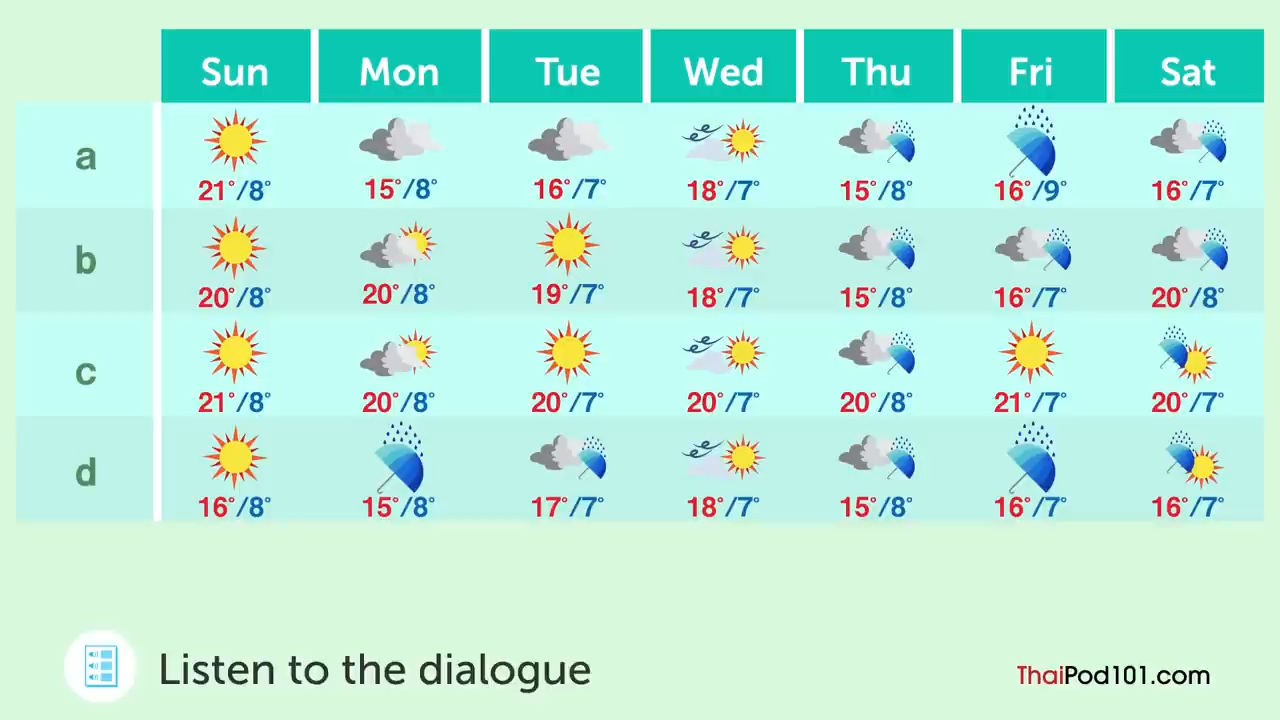 Sun Mon Tue Wed Thu Fri Sat
a 21°/8° 15°/8° 16°/7° 18°/7° 15°/8° 16°/9° 16°/7°
b 20°/8° 20°/8° 19°/7° 18°/7° 15°/8° 16°/7° 20°/8°
c 21°/8° 20°/8° 20°/7° 20°/7° 20°/8° 21°/7° 20°/7°
d 16°/8° 15°/8° 17°/7° 18°/7° 15°/8° 16°/7° 16°/7°
Listen to the dialogue
ThaiPod101.com